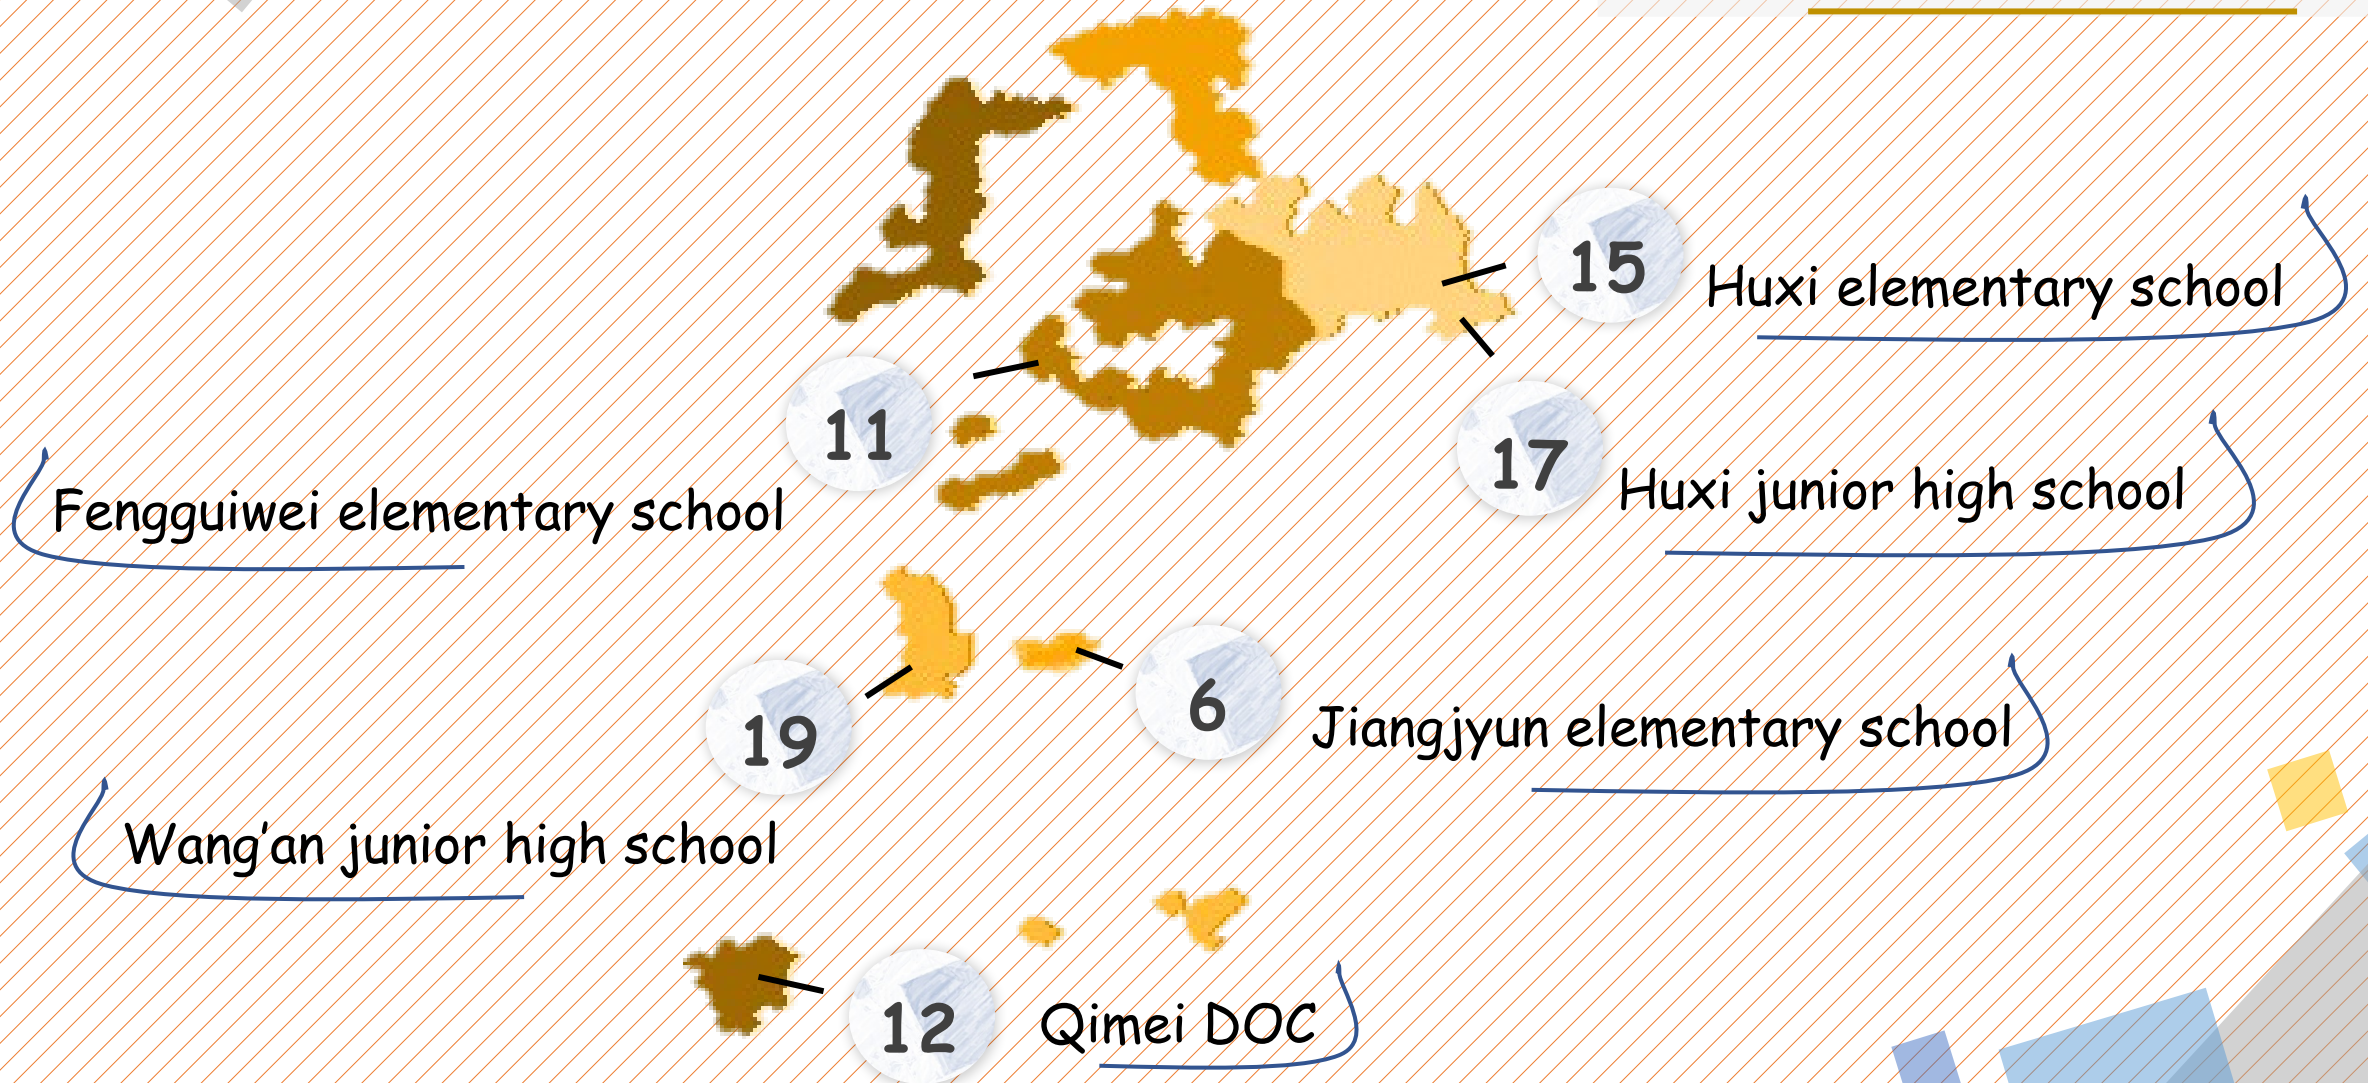 15
Huxi elementary school
11
17
Huxi junior high school
Fengguiwei elementary school
6
19
Jiangjyun elementary school
Wang'an junior high school
12
Qimei DOC